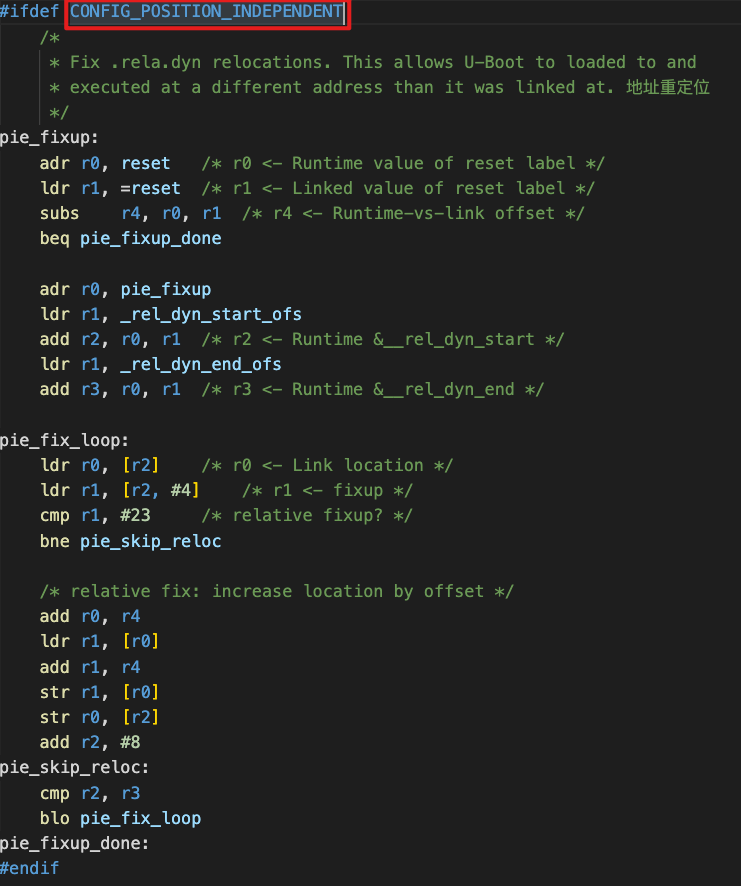 #ifdef CONFIG_POSITION_INDEPENDENT
/*
* Fix .rela.dyn relocations. This allows U-Boot to loaded to and
* executed at a different address than it was linked at. 地址重定位
*/
pie_fixup:
adr r0, reset /* r0 <- Runtime value of reset label */
ldr r1, =reset /* r1 <- Linked value of reset label */
subs r4, r0, r1 /* r4 <- Runtime-vs-link offset */
beq pie_fixup_done
adr r0, pie_fixup
ldr r1, _rel_dyn_start_ofs
add r2, r0, r1 /* r2 <- Runtime &__rel_dyn_start */
ldr r1, _rel_dyn_end_ofs
add r3, r0, r1 /* r3 <- Runtime &__rel_dyn_end */
pie_fix_loop:
ldr r0, [r2] /* r0 <- Link location */
ldr r1, [r2, #4] /* r1 <- fixup */
cmp r1, #23 /* relative fixup? */
bne pie_skip_reloc
/* relative fix: increase location by offset */
add r0, r4
ldr r1, [r0]
add r1, r4
str r1, [r0]
str r0, [r2]
add r2, #8
pie_skip_reloc:
cmp r2, r3
blo pie_fix_loop
pie_fixup_done:
#endif